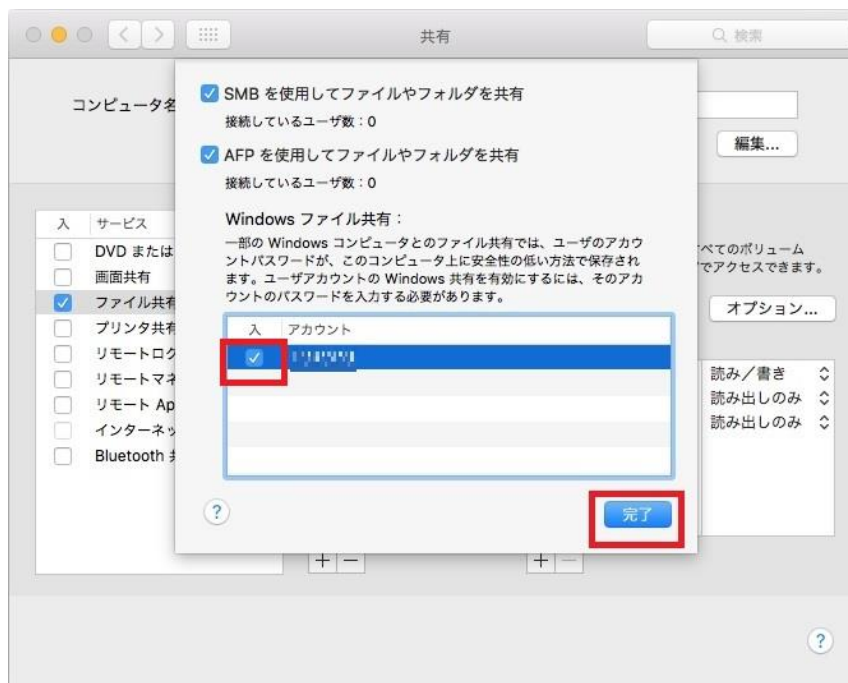 共有
検索
コンピュータ名
編集...
SMB を使用してファイルやフォルダを共有
接続しているユーザ数：0
AFP を使用してファイルやフォルダを共有
接続しているユーザ数：0
Windows ファイル共有：
一部の Windows コンピュータとのファイル共有では、ユーザのアカウ
ントパスワードが、このコンピュータ上に安全性の低い方法で保存され
ます。ユーザアカウントの Windows 共有を有効にするには、そのアカ
ウントのパスワードを入力する必要があります。
入 アカウント
? 完了
入 サービス
DVD または
画面共有
ファイル共有
プリンタ共有
リモートログ
リモートマネ
リモート Ap
インターネッ
Bluetooth
べてのボリューム
でアクセスできます。
オプション...
読み／書き
読み出しのみ
読み出しのみ
+ −
+ −
?